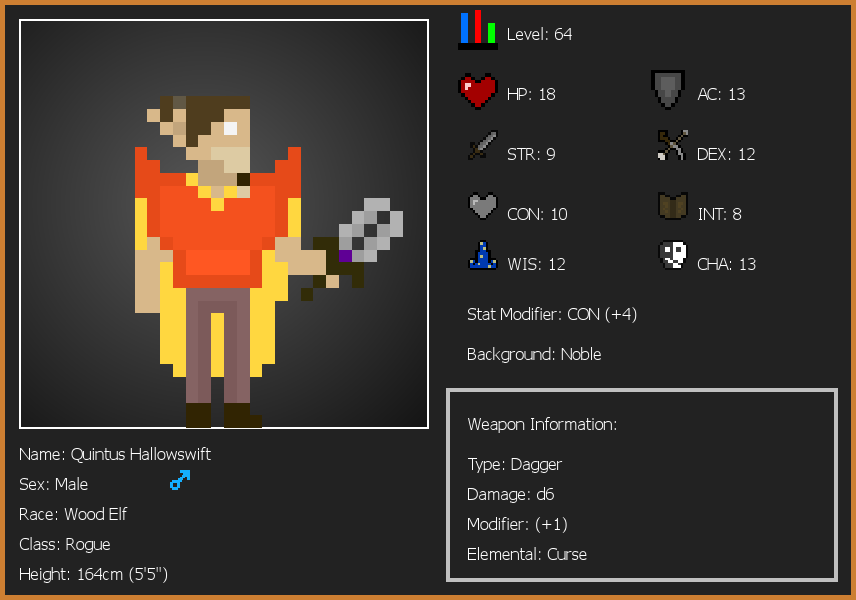 Level: 64
HP: 18
AC: 13
STR: 9
DEX: 12
CON: 10
INT: 8
WIS: 12
CHA: 13
Stat Modifier: CON (+4)
Background: Noble
Weapon Information:
Type: Dagger
Damage: d6
Modifier: (+1)
Elemental: Curse
Name: Quintus Hallowswift
Sex: Male
Race: Wood Elf
Class: Rogue
Height: 164cm (5'5")